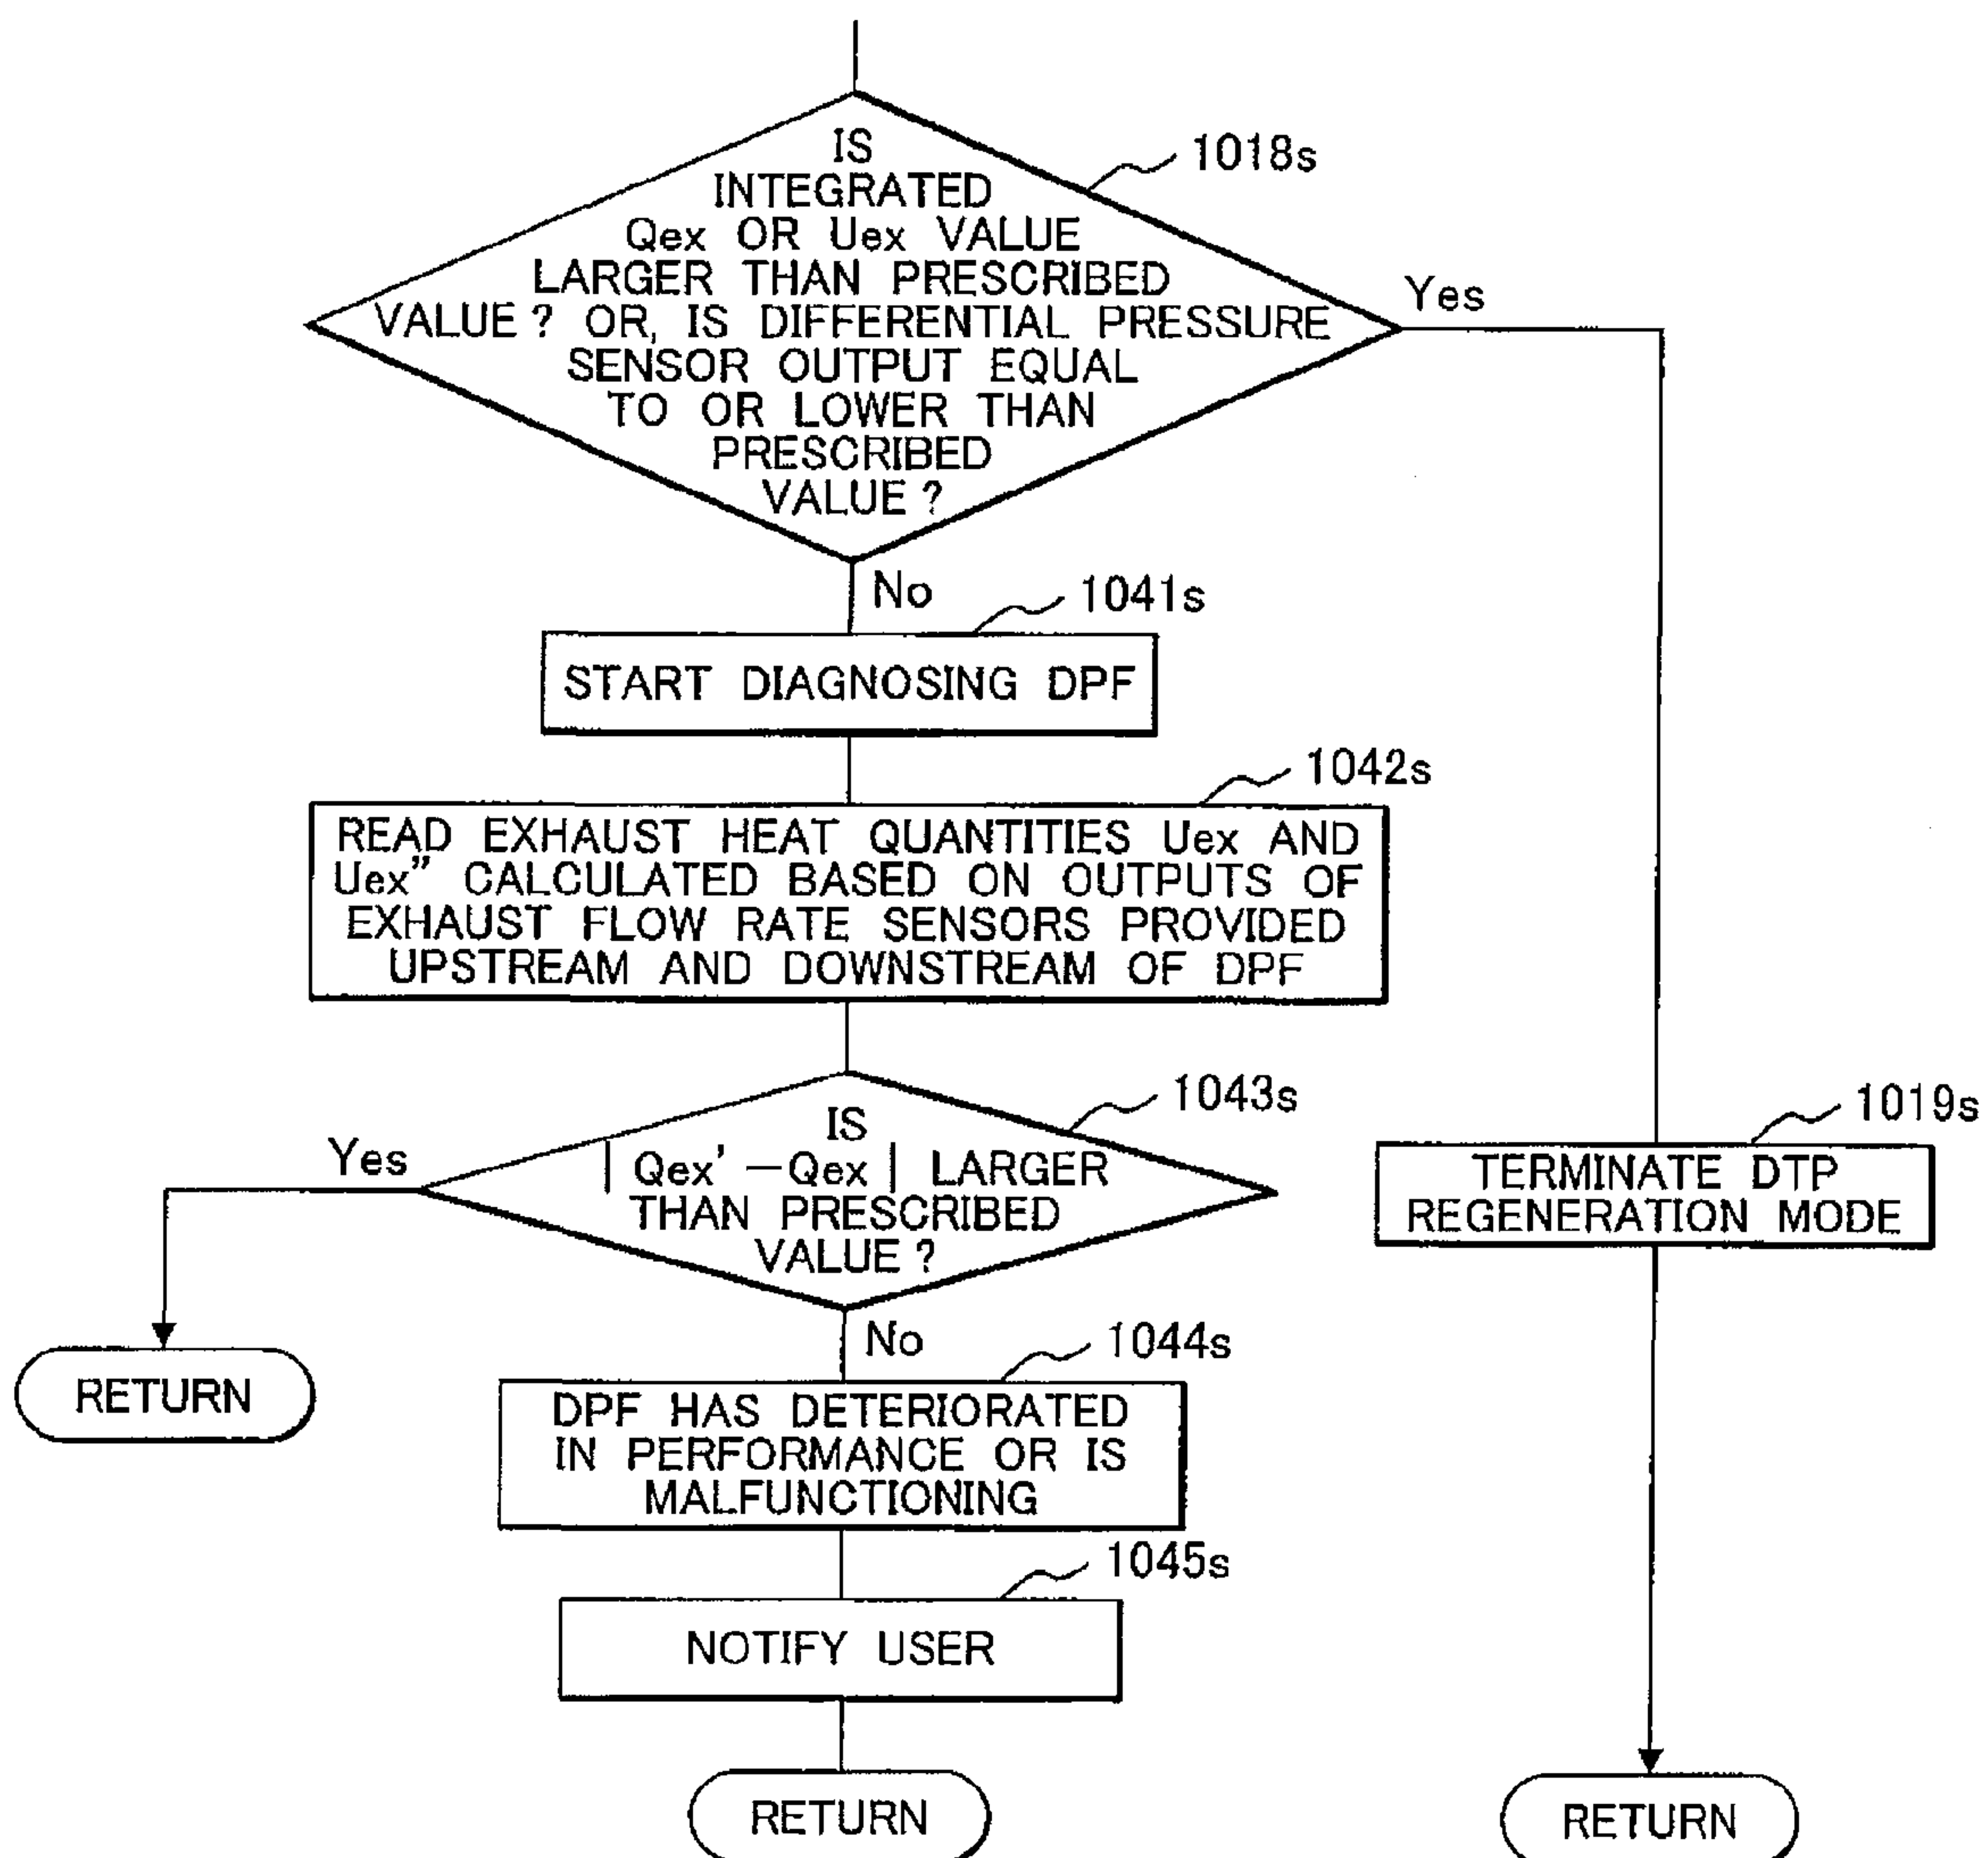 IS
INTEGRATED
Qex OR Uex VALUE
LARGER THAN PRESCRIBED
VALUE? OR, IS DIFFERENTIAL PRESSURE
SENSOR OUTPUT EQUAL
TO OR LOWER THAN
PRESCRIBED
VALUE?
1018s
Yes
No
1041s
START DIAGNOSING DPF
1042s
READ EXHAUST HEAT QUANTITIES Uex AND
Uex” CALCULATED BASED ON OUTPUTS OF
EXHAUST FLOW RATE SENSORS PROVIDED
UPSTREAM AND DOWNSTREAM OF DPF
1043s
IS
| Qex’ −Qex | LARGER
THAN PRESCRIBED
VALUE?
Yes
1019s
TERMINATE DTP
REGENERATION MODE
RETURN
No
1044s
DPF HAS DETERIORATED
IN PERFORMANCE OR IS
MALFUNCTIONING
1045s
NOTIFY USER
RETURN
RETURN